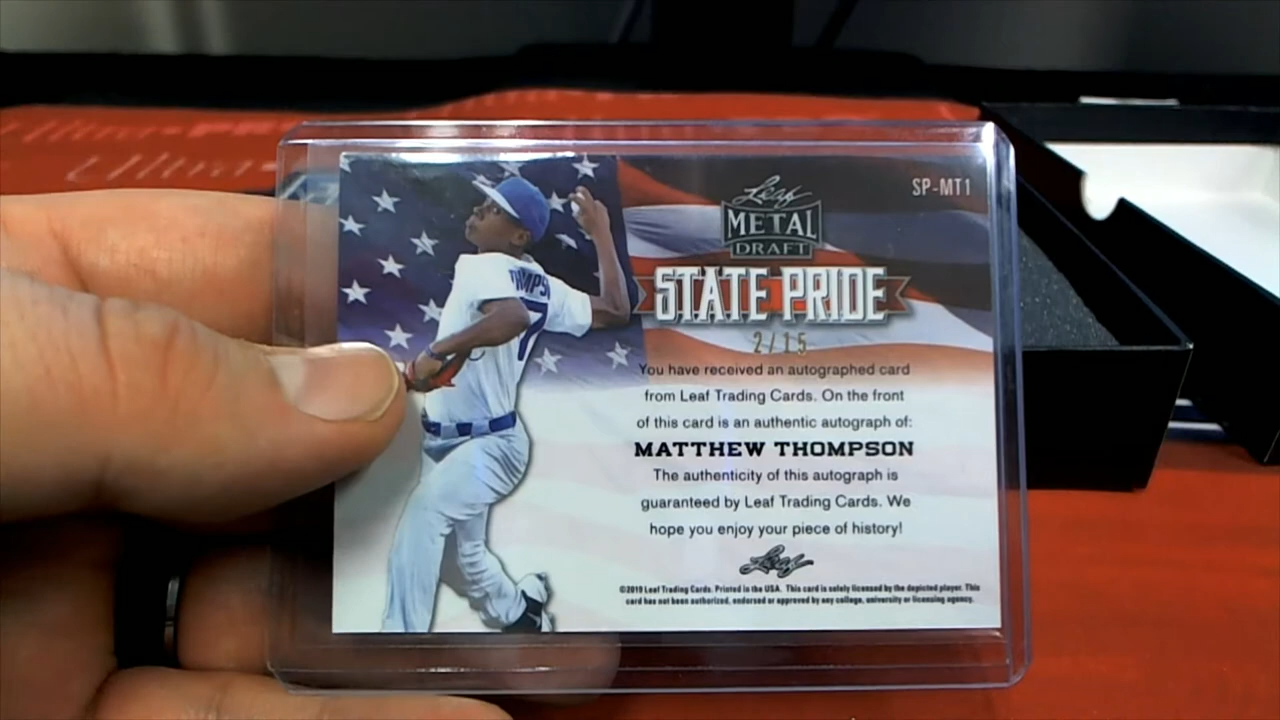 Ultra-PRO
Ultra
SP-MT1
Leaf
METAL
DRAFT
STATE PRIDE
2/15
You have received an autographed card
from Leaf Trading Cards. On the front
of this card is an authentic autograph of:
MATTHEW THOMPSON
The authenticity of this autograph is
guaranteed by Leaf Trading Cards. We
hope you enjoy your piece of history!
Leaf
©2019 Leaf Trading Cards. Printed in the USA. This card is solely licensed by the depicted player. This
card has not been authorized, endorsed or approved by any college, university or licensing agency.
7